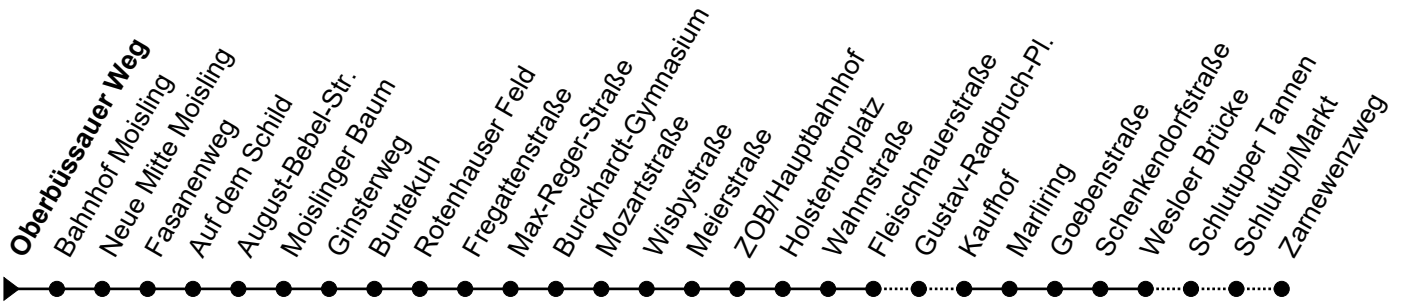 Oberbüssauer Weg
Bahnhof Moisling
Neue Mitte Moisling
Fasanenweg
Auf dem Schild
August-Bebel-Str.
Moislinger Baum
Ginsterweg
Buntekuh
Rotenhauser Feld
Fregattenstraße
Max-Reger-Straße
Burckhardt-Gymnasium
Mozartstraße
Wisbystraße
Meierstraße
ZOB/Hauptbahnhof
Holstentorplatz
Wahmstraße
Fleischhauerstraße
Gustav-Radbruch-Pl.
Kaufhof
Marliring
Goebenstraße
Schenkendorfstraße
Wesloer Brücke
Schlutuper Tannen
Schlutup/Markt
Zarnewenzweg